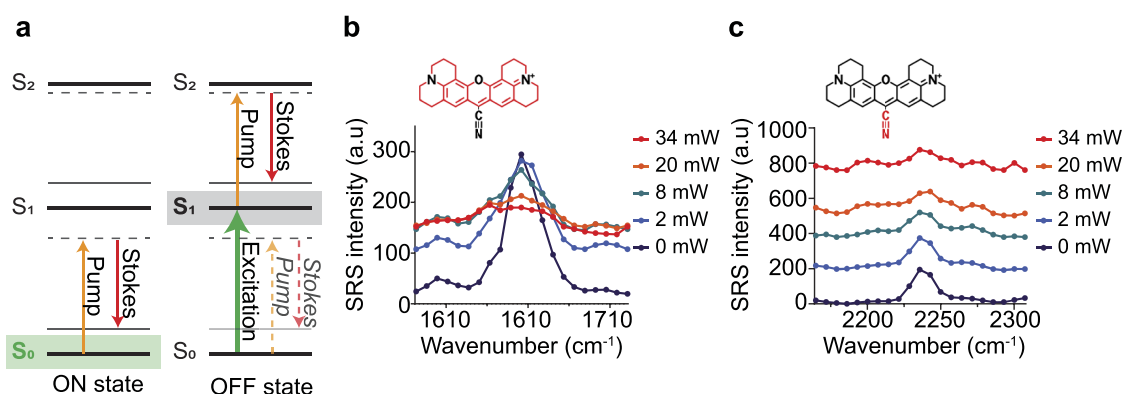 a
S₂
S₁
S₀
Pump
Stokes
ON state
S₂
S₁
S₀
Pump
Stokes
Excitation
Pump
Stokes
OFF state
b
N
O
N⁺
C
N
SRS intensity (a.u)
300
200
100
0
1610
1610
1710
Wavenumber (cm⁻¹)
34 mW
20 mW
8 mW
2 mW
0 mW
c
N
O
N⁺
C
N
SRS intensity (a.u)
1000
800
600
400
200
0
2200
2250
2300
Wavenumber (cm⁻¹)
34 mW
20 mW
8 mW
2 mW
0 mW